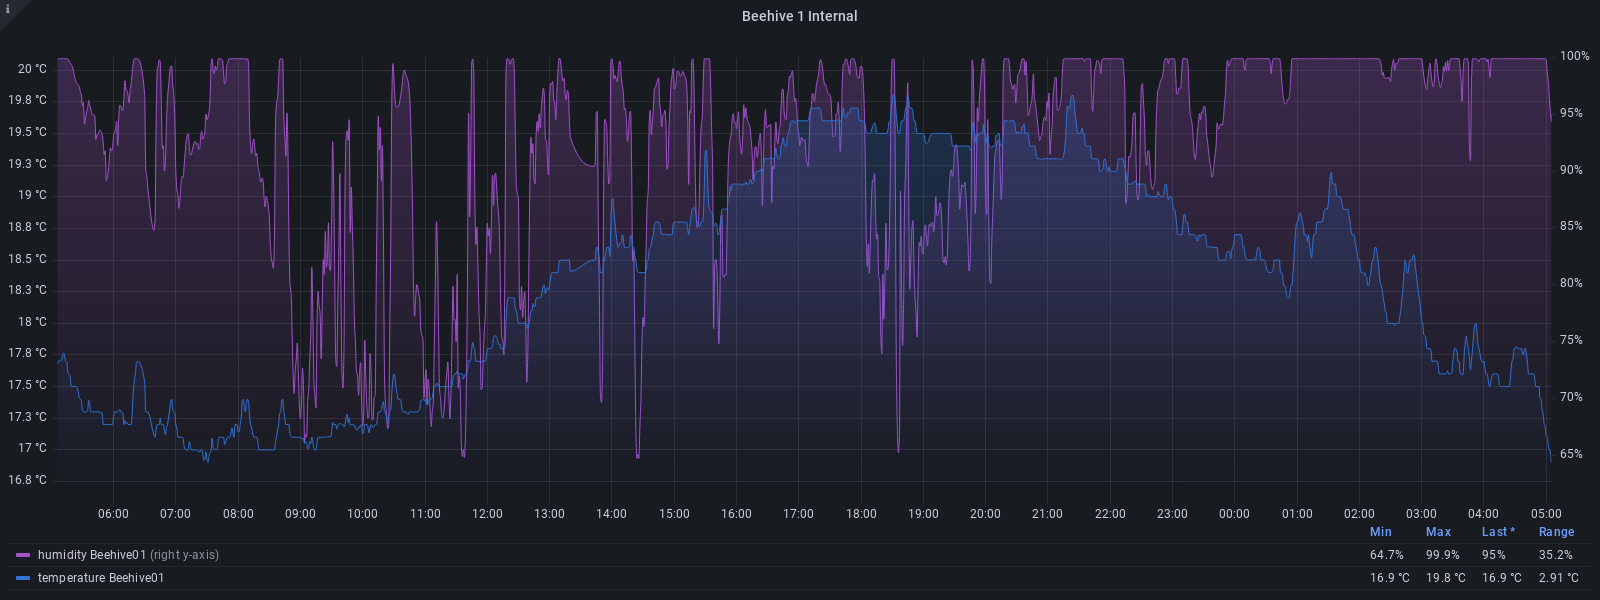 i
Beehive 1 Internal
20 °C
19.8 °C
19.5 °C
19.3 °C
19 °C
18.8 °C
18.5 °C
18.3 °C
18 °C
17.8 °C
17.5 °C
17.3 °C
17 °C
16.8 °C
100%
95%
90%
85%
80%
75%
70%
65%
06:00 07:00 08:00 09:00 10:00 11:00 12:00 13:00 14:00 15:00 16:00 17:00 18:00 19:00 20:00 21:00 22:00 23:00 00:00 01:00 02:00 03:00 04:00 05:00
Min Max Last * Range
humidity Beehive01 (right y-axis) 64.7% 99.9% 95% 35.2%
temperature Beehive01 16.9 °C 19.8 °C 16.9 °C 2.91 °C